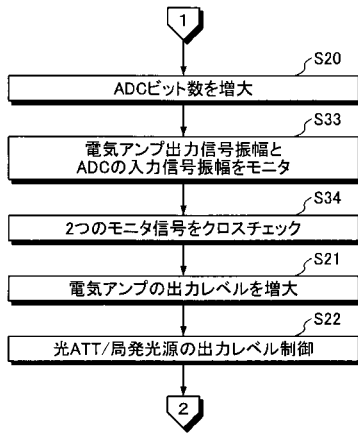 1
S20
ADCビット数を増大
S33
電気アンプ出力信号振幅と
ADCの入力信号振幅をモニタ
S34
2つのモニタ信号をクロスチェック
S21
電気アンプの出力レベルを増大
S22
光ATT/局発光源の出力レベル制御
2